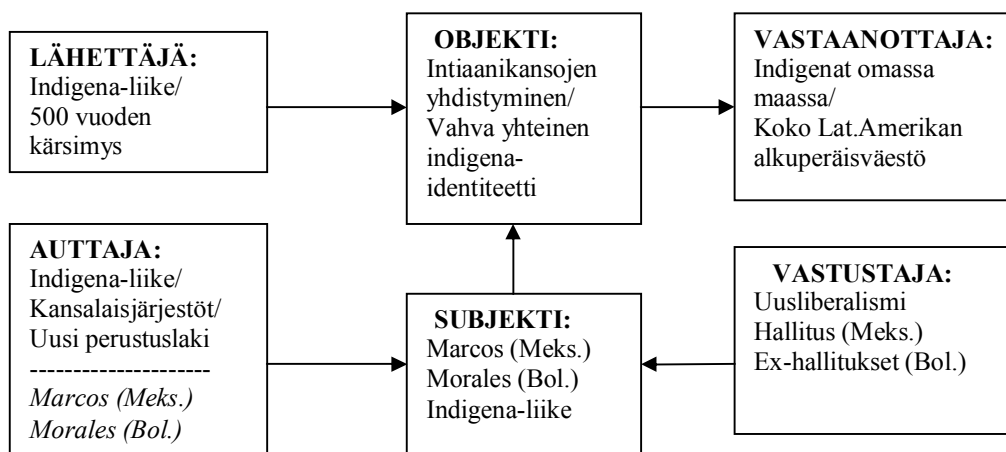 LÄHETTÄJÄ:
Indigena-liike/
500 vuoden
kärsimys
OBJEKTI:
Intiaanikansojen
yhdistyminen/
Vahva yhteinen
indigena-
identiteetti
VASTAANOTTAJA:
Indigenat omassa
maassa/
Koko Lat.Amerikan
alkuperäisväestö
AUTTAJA:
Indigena-liike/
Kansalaisjärjestöt/
Uusi perustuslaki
---------------------
Marcos (Meks.)
Morales (Bol.)
SUBJEKTI:
Marcos (Meks.)
Morales (Bol.)
Indigena-liike
VASTUSTAJA:
Uusliberalismi
Hallitus (Meks.)
Ex-hallitukset (Bol.)